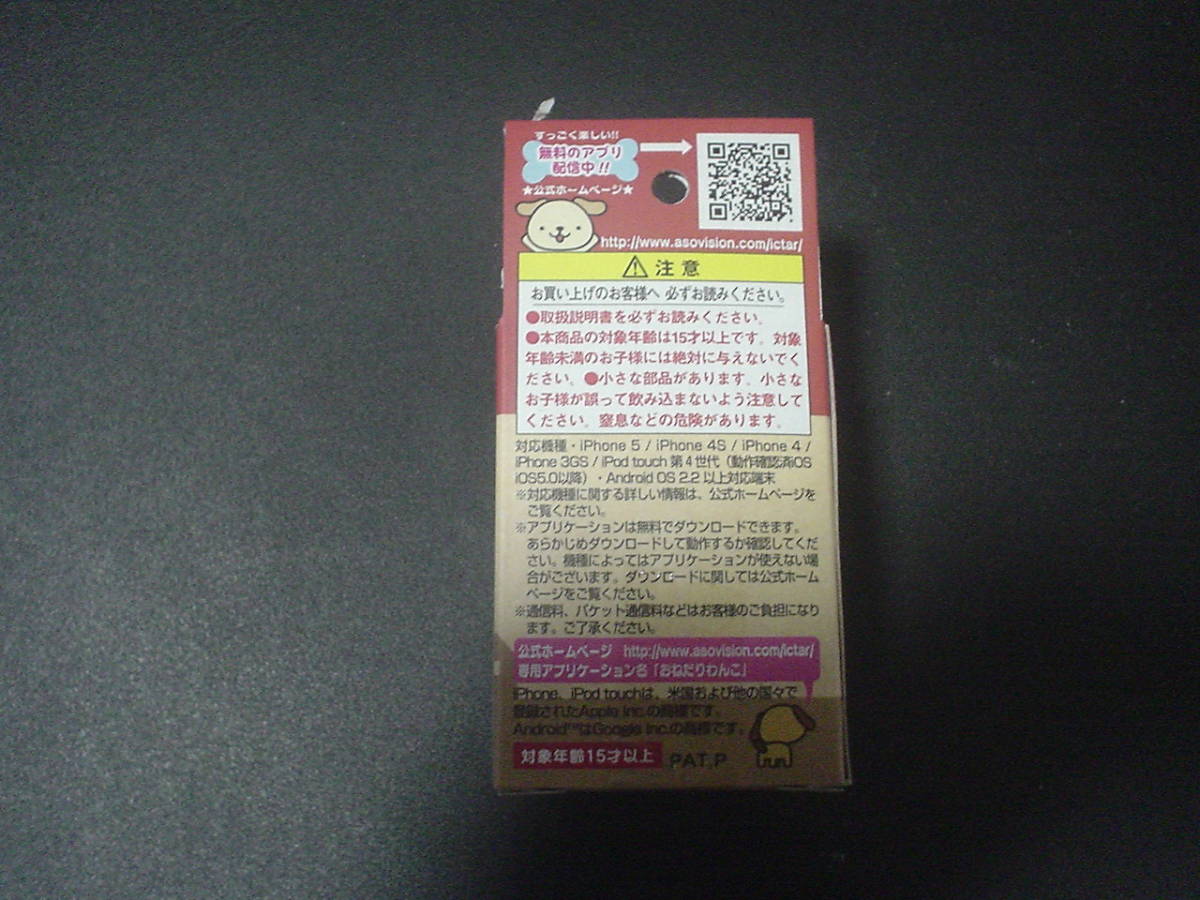 すっごく楽しい!!
無料のアプリ
配信中!!
★公式ホームページ★
http://www.asovision.com/ictar/
⚠注意
お買い上げのお客様へ 必ずお読みください。
●取扱説明書を必ずお読みください。
●本商品の対象年齢は15才以上です。対象
年齢未満のお子様には絶対に与えないでく
ださい。●小さな部品があります。小さな
お子様が誤って飲み込まないよう注意して
ください。窒息などの危険があります。
対応機種・iPhone 5 / iPhone 4S / iPhone 4 /
iPhone 3GS / iPod touch 第4世代（動作確認済iOS
iOS5.0以降）・Android OS 2.2 以上対応端末
※対応機種に関する詳しい情報は、公式ホームページを
ご覧ください。
※アプリケーションは無料でダウンロードできます。
あらかじめダウンロードして動作するか確認してくだ
さい。機種によってはアプリケーションが使えない場
合がございます。ダウンロードに関しては公式ホーム
ページをご覧ください。
※通信料、パケット通信料などはお客様のご負担になり
ます。ご了承ください。
公式ホームページ http://www.asovision.com/ictar/
専用アプリケーション名「おねだりわんこ」
iPhone、iPod touchは、米国および他の国々で
登録されたApple Inc.の商標です。
Android™はGoogle Inc.の商標です。
対象年齢15才以上 PAT.P